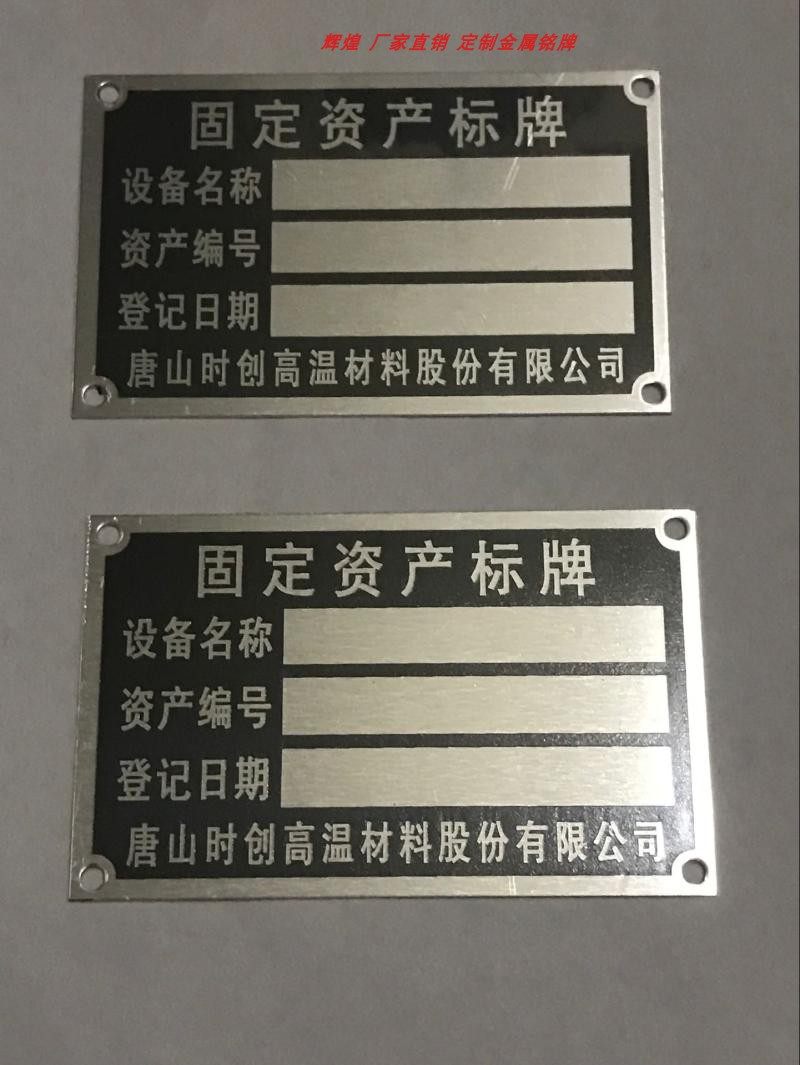 辉煌 厂家直销 定制金属铭牌
固定资产标牌
设备名称
资产编号
登记日期
唐山时创高温材料股份有限公司
固定资产标牌
设备名称
资产编号
登记日期
唐山时创高温材料股份有限公司